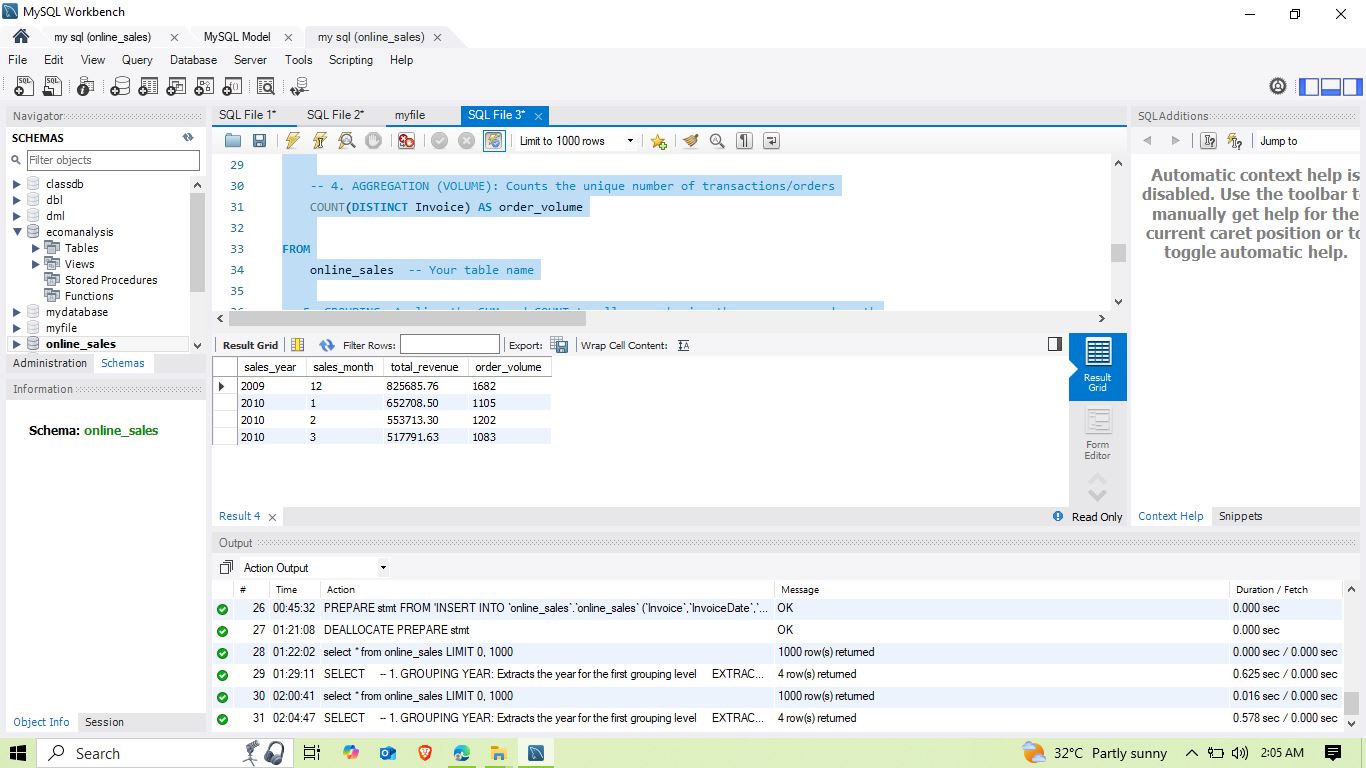 MySQL Workbench
my sql (online_sales) MySQL Model my sql (online_sales)
File Edit View Query Database Server Tools Scripting Help
Navigator
SCHEMAS
Filter objects
classdb
dbl
dml
ecomanalysis
Tables
Views
Stored Procedures
Functions
mydatabase
myfile
online_sales
Administration Schemas
Information
Schema: online_sales
Object Info Session
SQL File 1* SQL File 2* myfile SQL File 3*
Limit to 1000 rows
29
30 -- 4. AGGREGATION (VOLUME): Counts the unique number of transactions/orders
31 COUNT(DISTINCT Invoice) AS order_volume
32
33 FROM
34 online_sales -- Your table name
35
Result Grid Filter Rows: Export: Wrap Cell Content:
sales_year sales_month total_revenue order_volume
2009 12 825685.76 1682
2010 1 652708.50 1105
2010 2 553713.30 1202
2010 3 517791.63 1083
Result Grid
Form Editor
Result 4 Read Only
SQLAdditions
Jump to
Automatic context help is
disabled. Use the toolbar
manually get help for the
current caret position or
toggle automatic help.
Context Help Snippets
Output
Action Output
# Time Action Message Duration / Fetch
26 00:45:32 PREPARE stmt FROM 'INSERT INTO `online_sales`.`online_sales` (`Invoice`,`InvoiceDate`,`... OK 0.000 sec
27 01:21:08 DEALLOCATE PREPARE stmt OK 0.000 sec
28 01:22:02 select * from online_sales LIMIT 0, 1000 1000 row(s) returned 0.000 sec / 0.000 sec
29 01:29:11 SELECT -- 1. GROUPING YEAR: Extracts the year for the first grouping level EXTRAC... 4 row(s) returned 0.625 sec / 0.000 sec
30 02:00:41 select * from online_sales LIMIT 0, 1000 1000 row(s) returned 0.016 sec / 0.000 sec
31 02:04:47 SELECT -- 1. GROUPING YEAR: Extracts the year for the first grouping level EXTRAC... 4 row(s) returned 0.578 sec / 0.000 sec
Search 32°C Partly sunny 2:05 AM